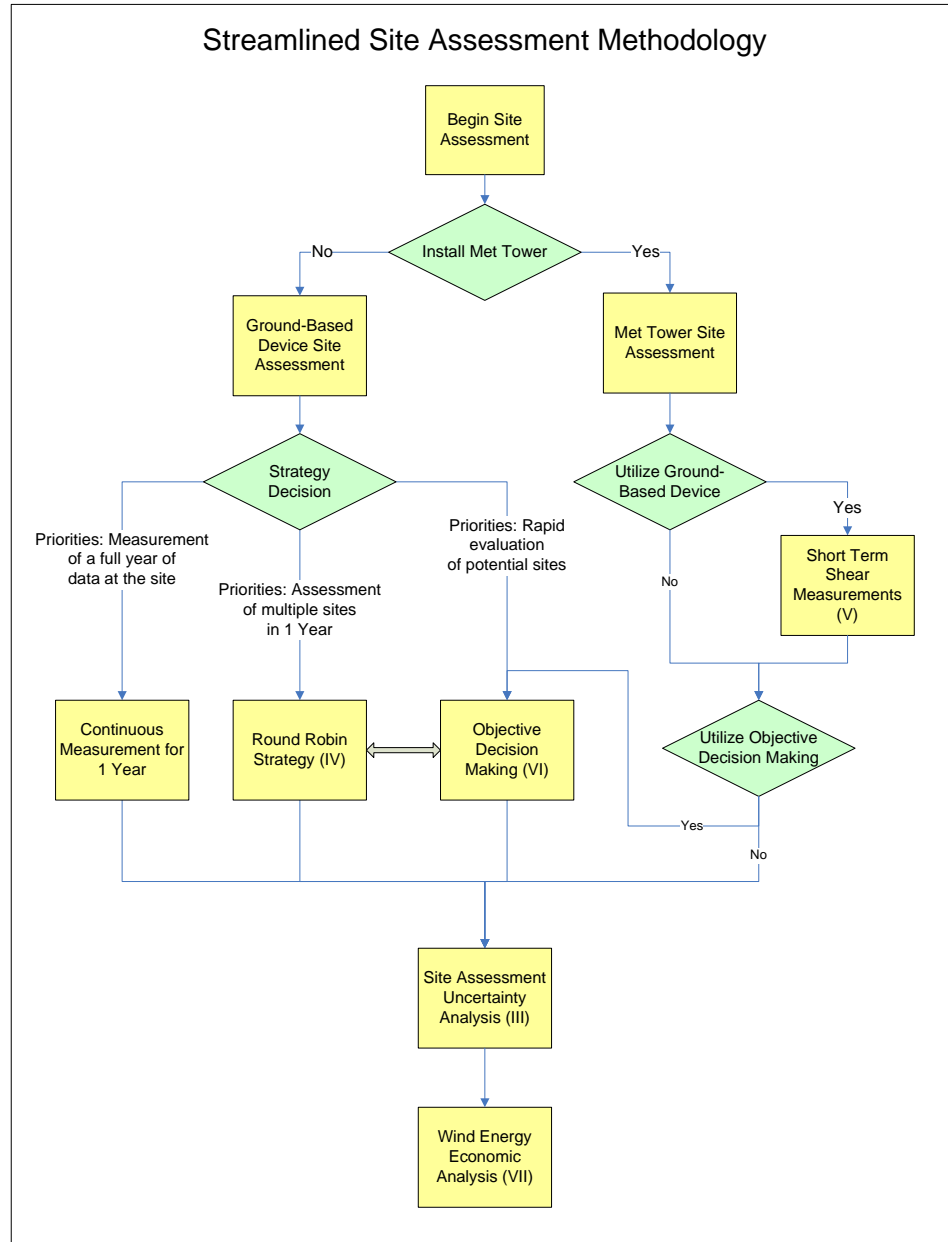 Streamlined Site Assessment Methodology
Begin Site
Assessment
Install Met Tower
No
Yes
Ground-Based
Device Site
Assessment
Met Tower Site
Assessment
Strategy
Decision
Utilize Ground-
Based Device
Priorities: Measurement
of a full year of
data at the site
Priorities: Assessment
of multiple sites
in 1 Year
Priorities: Rapid
evaluation
of potential sites
No
Yes
Short Term
Shear
Measurements
(V)
Continuous
Measurement for
1 Year
Round Robin
Strategy (IV)
Objective
Decision
Making (VI)
Utilize Objective
Decision Making
Yes
No
Site Assessment
Uncertainty
Analysis (III)
Wind Energy
Economic
Analysis (VII)